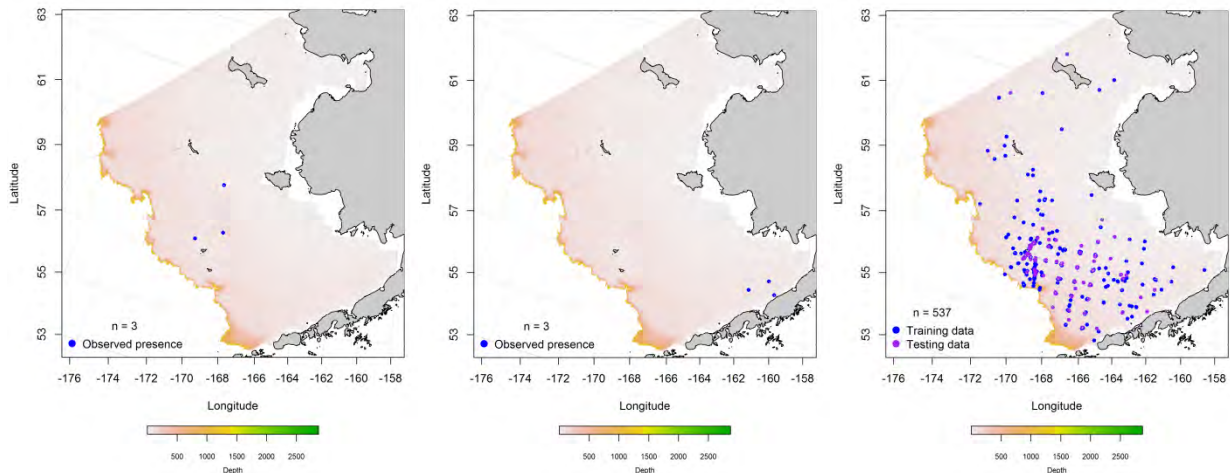 63
61
59
57
55
53
Latitude
n = 3
Observed presence
-176 -174 -172 -170 -168 -166 -164 -162 -160 -158
Longitude
500 1000 1500 2000 2500
Depth
63
61
59
57
55
53
Latitude
n = 3
Observed presence
-176 -174 -172 -170 -168 -166 -164 -162 -160 -158
Longitude
500 1000 1500 2000 2500
Depth
63
61
59
57
55
53
Latitude
n = 537
Training data
Testing data
-176 -174 -172 -170 -168 -166 -164 -162 -160 -158
Longitude
500 1000 1500 2000 2500
Depth